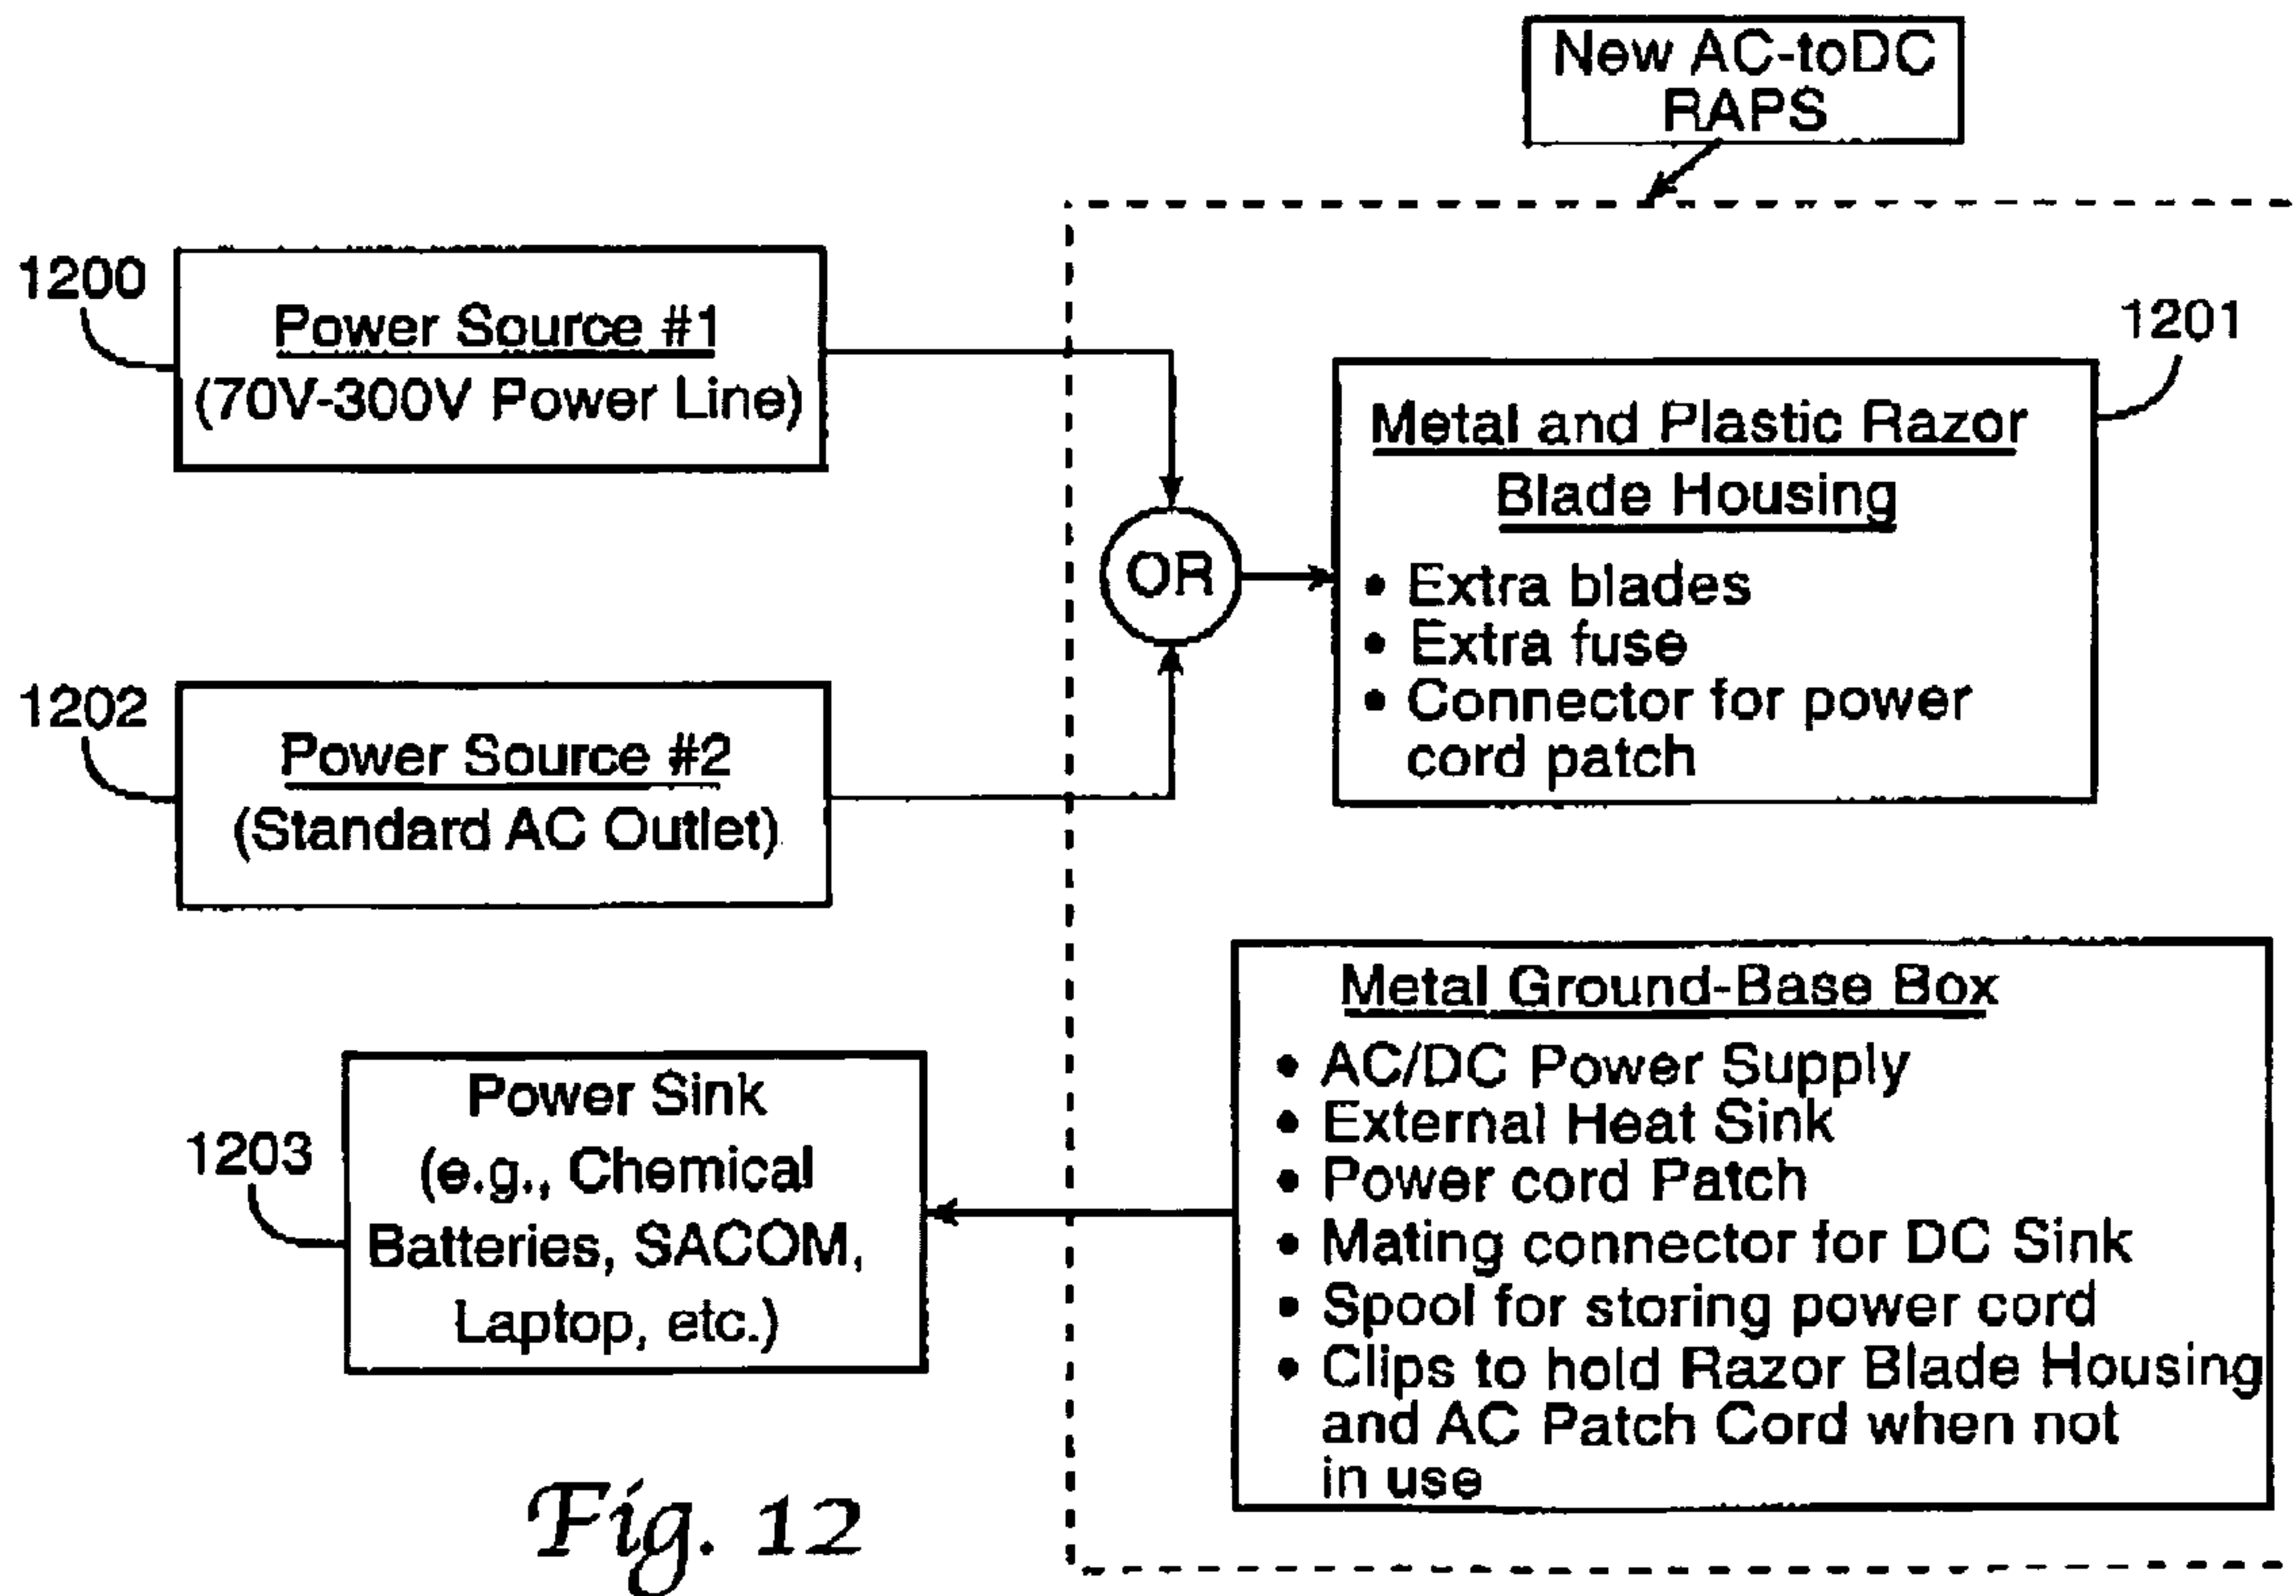 New AC-toDC
RAPS
1200
Power Source #1
(70V-300V Power Line)
1201
Metal and Plastic Razor
Blade Housing
• Extra blades
• Extra fuse
• Connector for power
cord patch
OR
1202
Power Source #2
(Standard AC Outlet)
Metal Ground-Base Box
• AC/DC Power Supply
• External Heat Sink
• Power cord Patch
• Mating connector for DC Sink
• Spool for storing power cord
• Clips to hold Razor Blade Housing
and AC Patch Cord when not
in use
1203
Power Sink
(e.g., Chemical
Batteries, SACOM,
Laptop, etc.)
Fig. 12